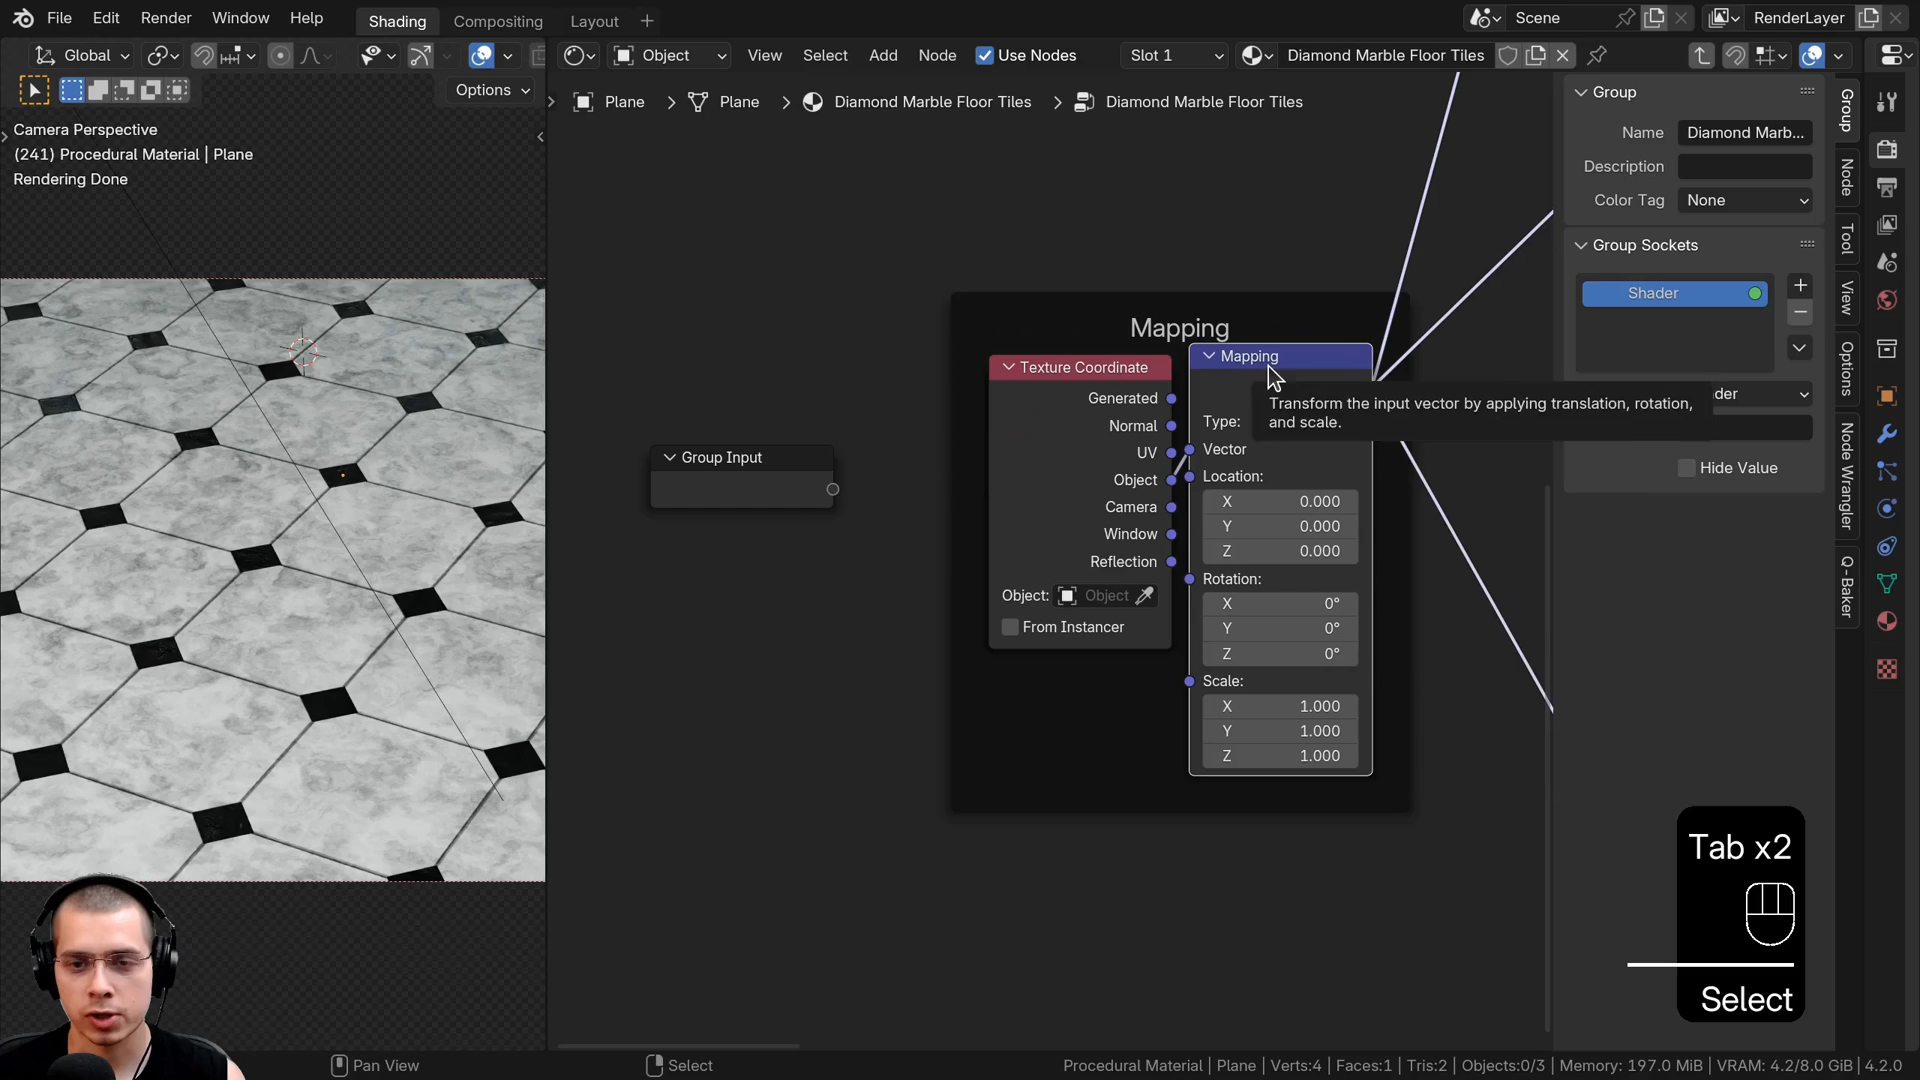 File Edit Render Window Help Shading Compositing Layout + Scene RenderLayer
Global Object View Select Add Node Use Nodes Slot 1 Diamond Marble Floor Tiles
Options
Plane > Plane > Diamond Marble Floor Tiles > Diamond Marble Floor Tiles
Camera Perspective
(241) Procedural Material | Plane
Rendering Done
Group
Name Diamond Marb...
Description
Color Tag None
Group Sockets
Shader
der
Hide Value
Group
Node
Tool
View
Options
Node Wrangler
Q-Baker
Mapping
Group Input
Texture Coordinate
Generated
Normal
UV
Object
Camera
Window
Reflection
Object: Object
From Instancer
Mapping
Transform the input vector by applying translation, rotation,
and scale.
Type:
Vector
Location:
X 0.000
Y 0.000
Z 0.000
Rotation:
X 0°
Y 0°
Z 0°
Scale:
X 1.000
Y 1.000
Z 1.000
Tab x2
Select
Pan View
Select
Procedural Material | Plane | Verts:4 | Faces:1 | Tris:2 | Objects:0/3 | Memory: 197.0 MiB | VRAM: 4.2/8.0 GiB | 4.2.0